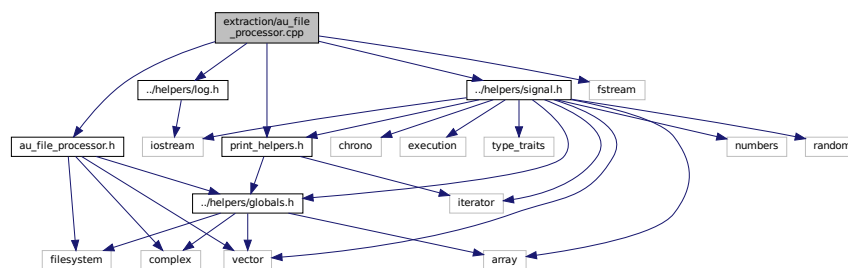 extraction/au_file
_processor.cpp
../helpers/log.h
../helpers/signal.h
fstream
au_file_processor.h
iostream
print_helpers.h
chrono
execution
type_traits
numbers
random
../helpers/globals.h
iterator
filesystem
complex
vector
array